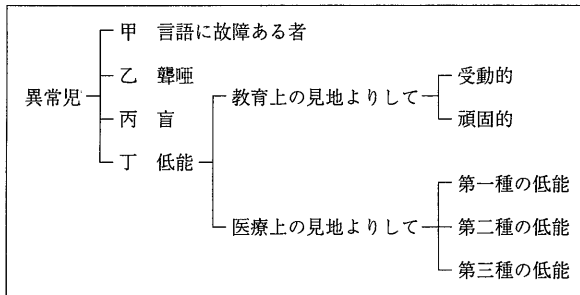 異常児
甲 言語に故障ある者
乙 聾唖
丙 盲
丁 低能
教育上の見地よりして
受動的
頑固的
医療上の見地よりして
第一種の低能
第二種の低能
第三種の低能